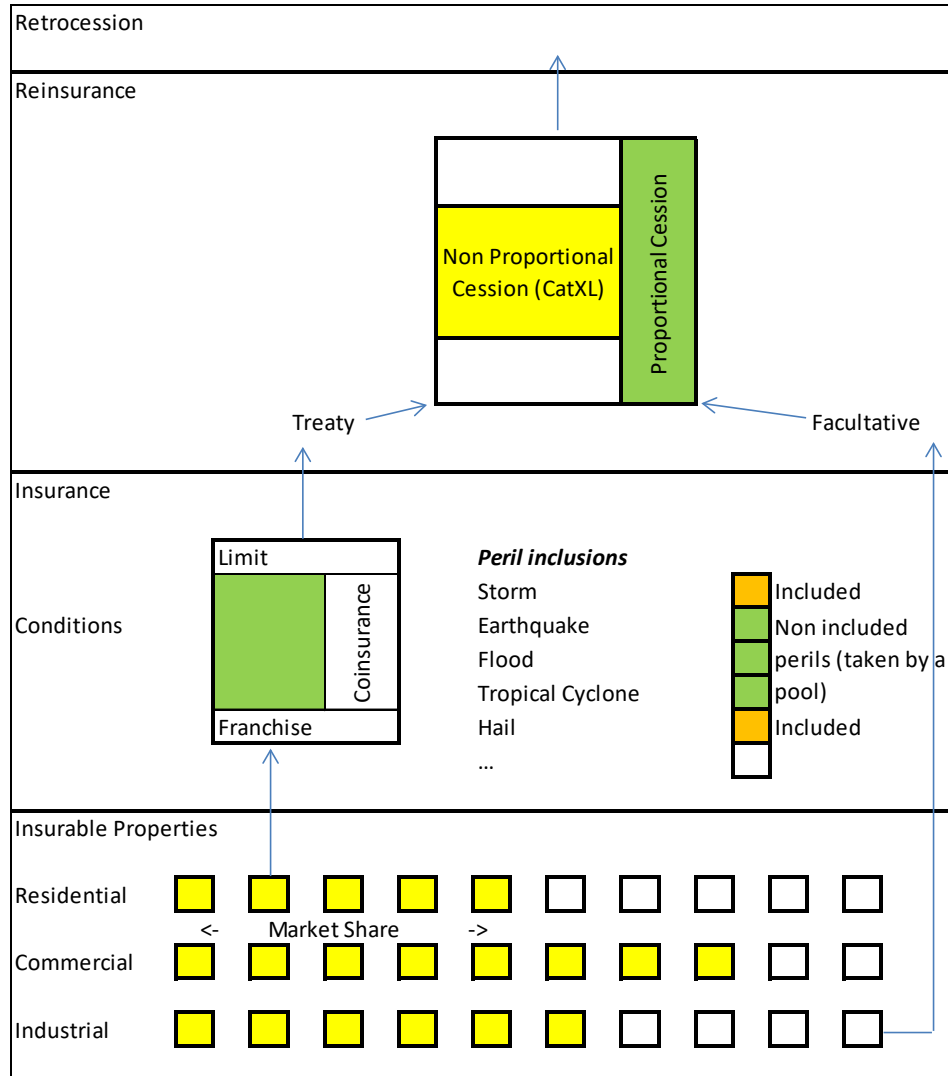 Retrocession
Reinsurance
Non Proportional
Cession (CatXL)
Proportional Cession
Treaty
Facultative
Insurance
Limit
Peril inclusions
Storm
Included
Conditions
Coinsurance
Earthquake
Non included
Flood
perils (taken by a
Tropical Cyclone
pool)
Franchise
Hail
Included
...
Insurable Properties
Residential
<- Market Share ->
Commercial
Industrial